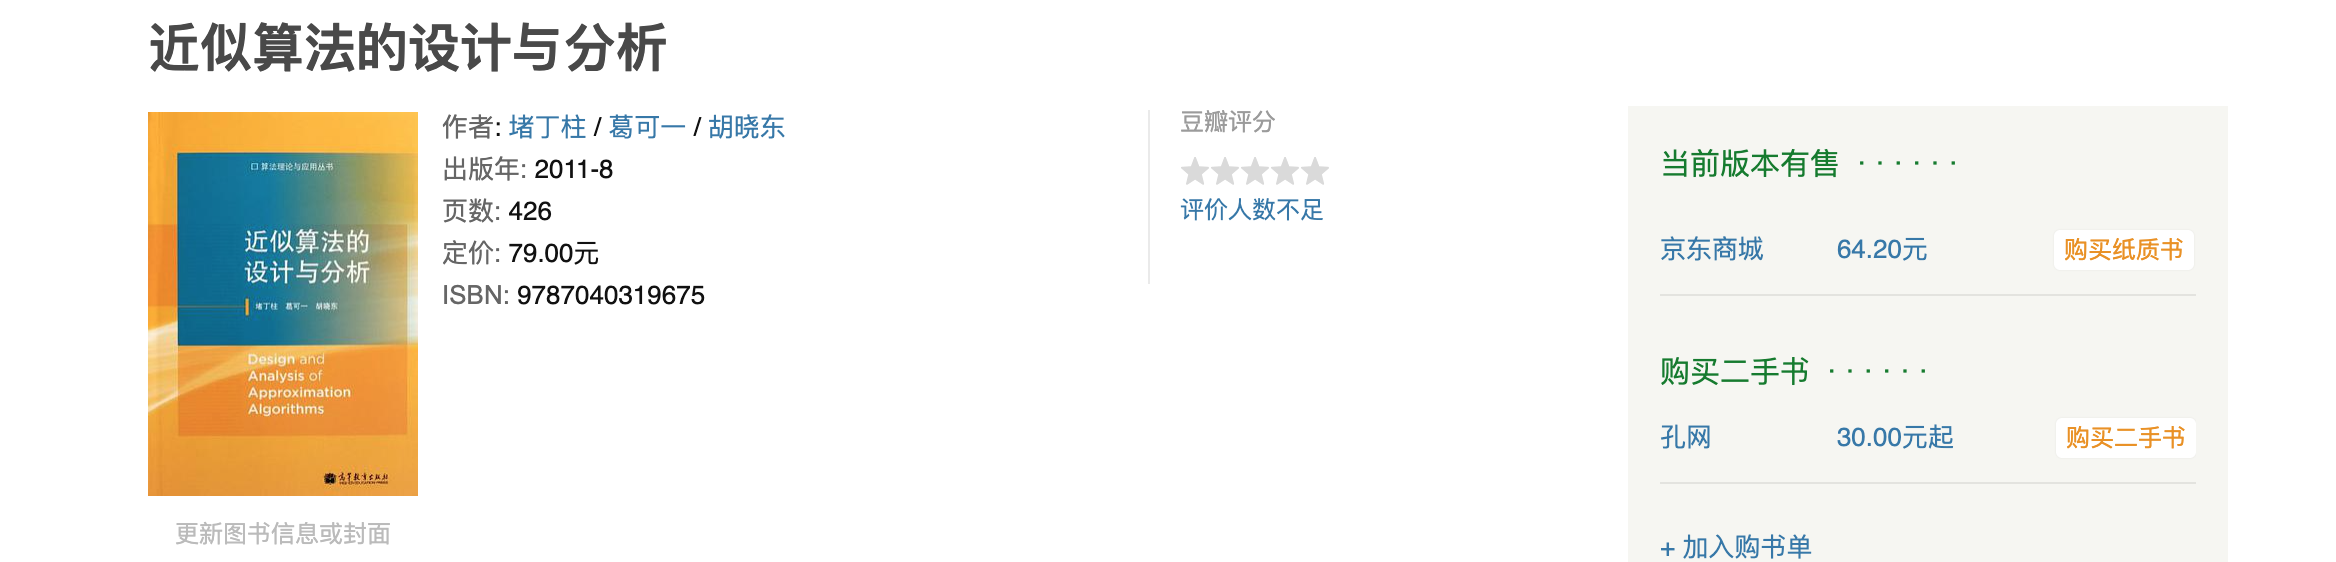 近似算法的设计与分析
算法理论与应用丛书
近似算法的
设计与分析
堵丁柱 葛可一 胡晓东
Design and
Analysis of
Approximation
Algorithms
高等教育出版社
HIGHER EDUCATION PRESS
更新图书信息或封面
作者: 堵丁柱 / 葛可一 / 胡晓东
出版年: 2011-8
页数: 426
定价: 79.00元
ISBN: 9787040319675
豆瓣评分
评价人数不足
当前版本有售 · · · · · ·
京东商城 64.20元 购买纸质书
购买二手书 · · · · · ·
孔网 30.00元起 购买二手书
+ 加入购书单